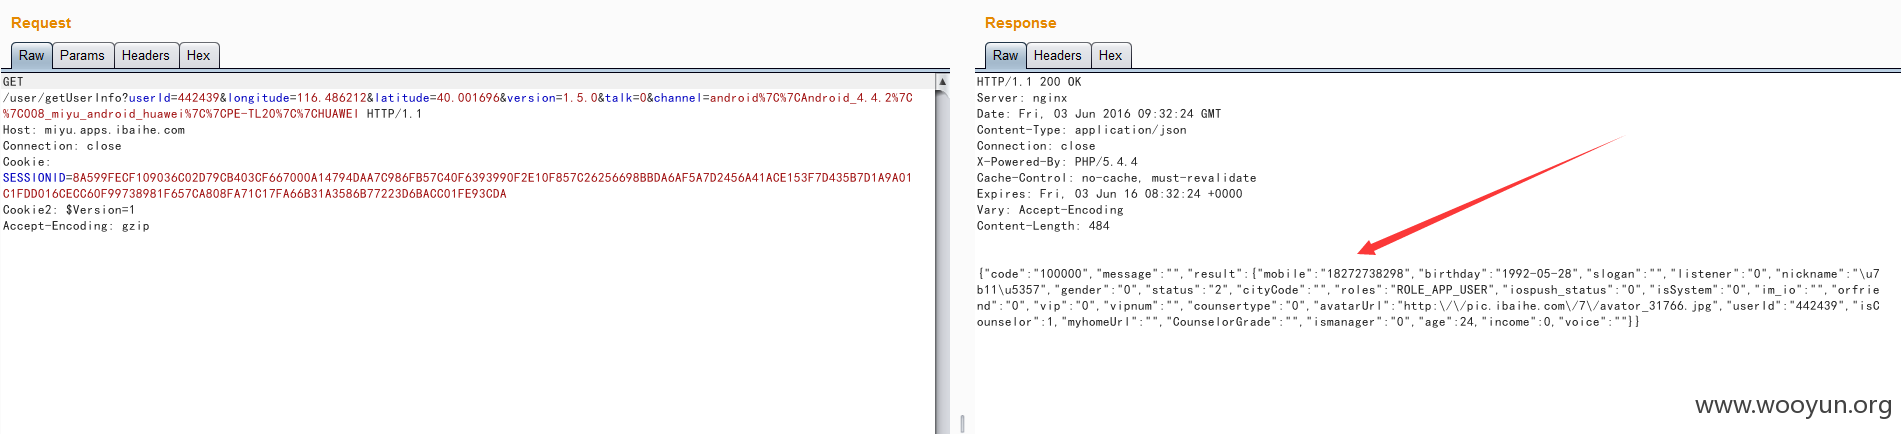 Request
Raw Params Headers Hex
GET
/user/getUserInfo?userId=442439&longitude=116.486212&latitude=40.001696&version=1.5.0&talk=0&channel=android%7C%7CAndroid_4.4.2%7C
%7C008_miyu_android_huawei%7C%7CPE-TL20%7C%7CHUAWEI HTTP/1.1
Host: miyu.apps.ibaihe.com
Connection: close
Cookie:
SESSIONID=8A599FECF109036C02D79CB403CF667000A14794DAA7C986FB57C40F6393990F2E10F857C26256698BBDA6AF5A7D2456A41ACE153F7D435B7D1A9A01
C1FDD016CECC60F99738981F657CA808FA71C17FA66B31A3586B77223D6BACC01FE93CDA
Cookie2: $Version=1
Accept-Encoding: gzip
Response
Raw Headers Hex
HTTP/1.1 200 OK
Server: nginx
Date: Fri, 03 Jun 2016 09:32:24 GMT
Content-Type: application/json
Connection: close
X-Powered-By: PHP/5.4.4
Cache-Control: no-cache, must-revalidate
Expires: Fri, 03 Jun 16 08:32:24 +0000
Vary: Accept-Encoding
Content-Length: 484
{"code":"100000","message":"","result":{"mobile":"18272738298","birthday":"1992-05-28","slogan":"","listener":"0","nickname":"\u7
b11\u5357","gender":"0","status":"2","cityCode":"","roles":"ROLE_APP_USER","iospush_status":"0","isSystem":"0","im_io":"","orfrie
nd":"0","vip":"0","vipnum":"","counsertype":"0","avatarUrl":"http:\/\/pic.ibaihe.com\/7\/avator_31766.jpg","userId":"442439","isC
ounselor":1,"myhomeUrl":"","CounselorGrade":"","ismanager":"0","age":24,"income":0,"voice":""}}
www.wooyun.org